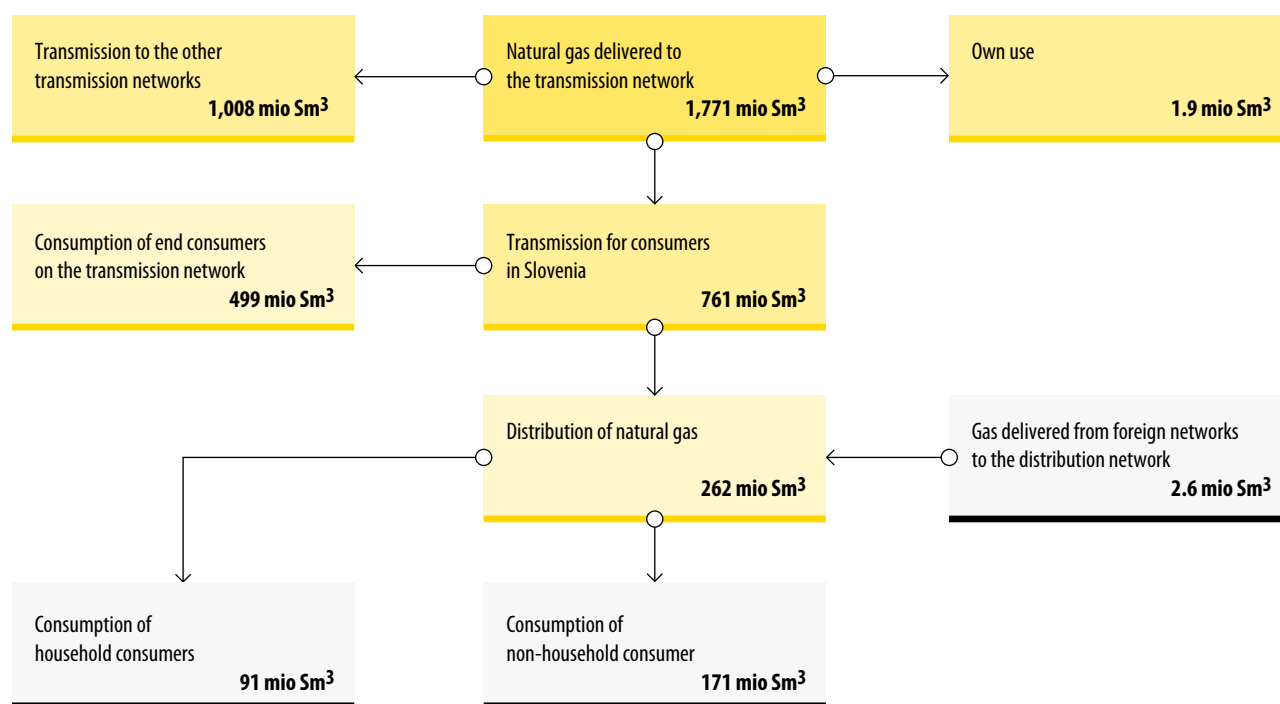 Transmission to the other
transmission networks
1,008 mio Sm³
Natural gas delivered to
the transmission network
1,771 mio Sm³
Own use
1.9 mio Sm³
Consumption of end consumers
on the transmission network
499 mio Sm³
Transmission for consumers
in Slovenia
761 mio Sm³
Distribution of natural gas
262 mio Sm³
Gas delivered from foreign networks
to the distribution network
2.6 mio Sm³
Consumption of
household consumers
91 mio Sm³
Consumption of
non-household consumer
171 mio Sm³